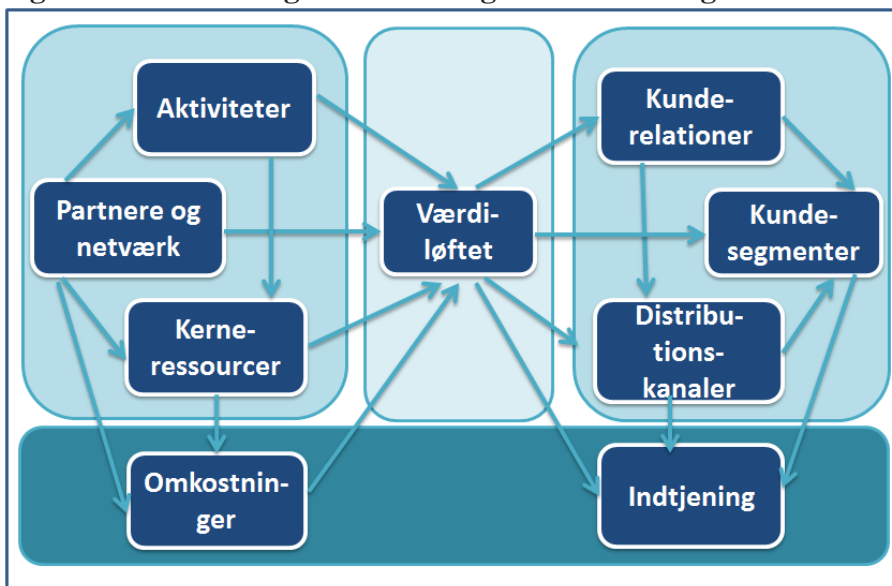 Aktiviteter
Kunde-
relationer
Partnere og
netværk
Værdi-
løftet
Kunde-
segmenter
Kerne-
ressourcer
Distribu-
tions-
kanaler
Omkostnin-
ger
Indtjening